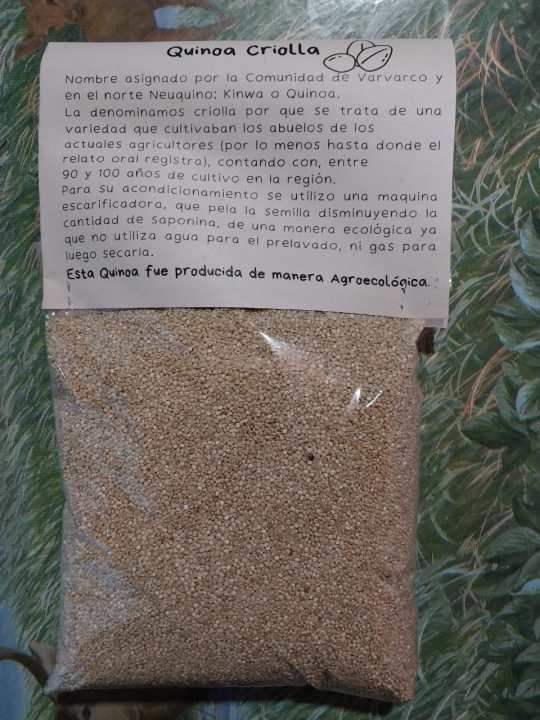 Quinoa Criolla
Nombre asignado por la Comunidad de Varvarco y
en el norte Neuquino: Kinwa o Quinoa.
La denominamos criolla por que se trata de una
variedad que cultivaban los abuelos de los
actuales agricultores (por lo menos hasta donde el
relato oral registra), contando con, entre
90 y 100 años de cultivo en la región.
Para su acondicionamiento se utilizo una maquina
escarificadora, que pela la semilla disminuyendo la
cantidad de Saponina, de una manera ecológica ya
que no utiliza agua para el prelavado, ni gas para
luego secarla.
Esta Quinoa fue producida de manera Agroecológica.